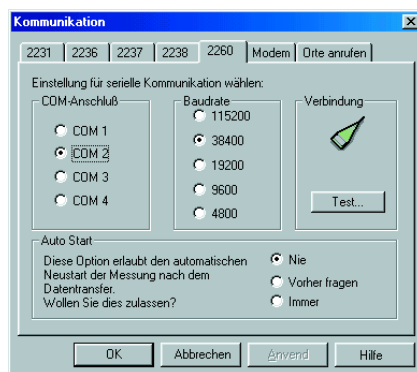 Kommunikation
2231 2236 2237 2238 2260 Modem Orte anrufen
Einstellung für serielle Kommunikation wählen:
COM-Anschluß
COM 1
COM 2
COM 3
COM 4
Baudrate
115200
38400
19200
9600
4800
Verbindung
Test...
Auto Start
Diese Option erlaubt den automatischen
Neustart der Messung nach dem
Datentransfer.
Wollen Sie dies zulassen?
Nie
Vorher fragen
Immer
OK Abbrechen Anwend Hilfe